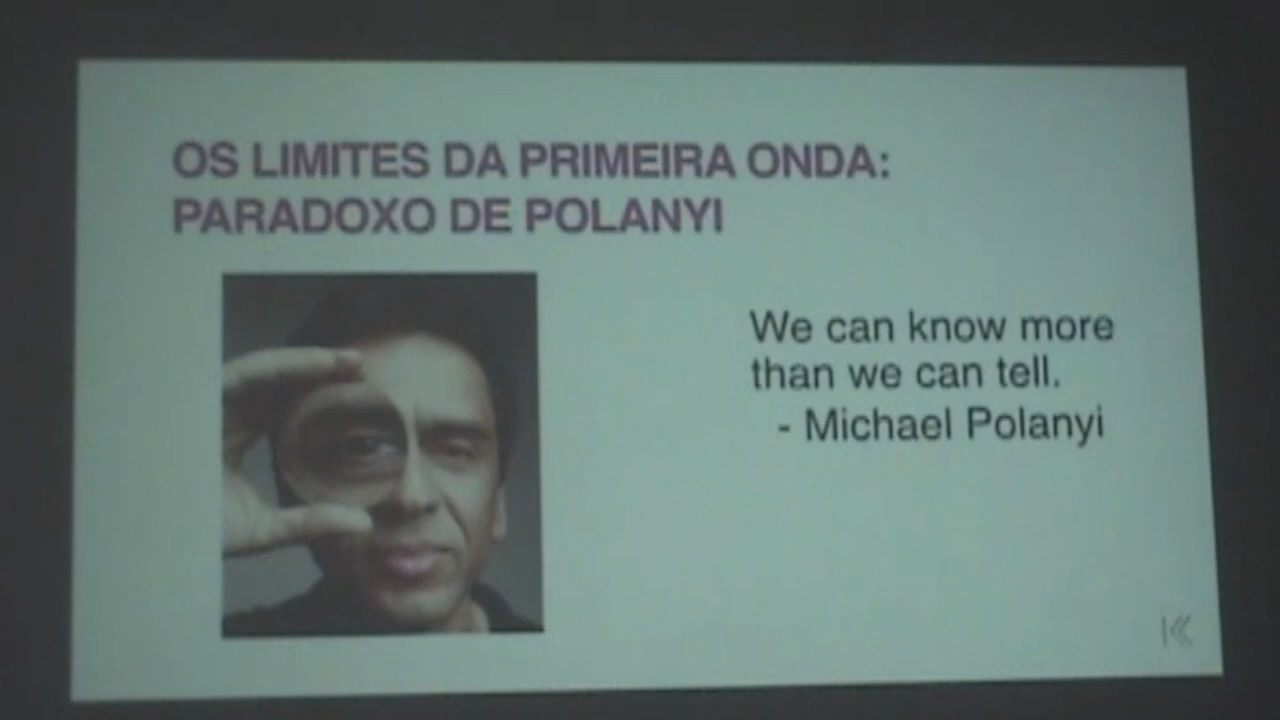 OS LIMITES DA PRIMEIRA ONDA:
PARADOXO DE POLANYI
We can know more
than we can tell.
- Michael Polanyi